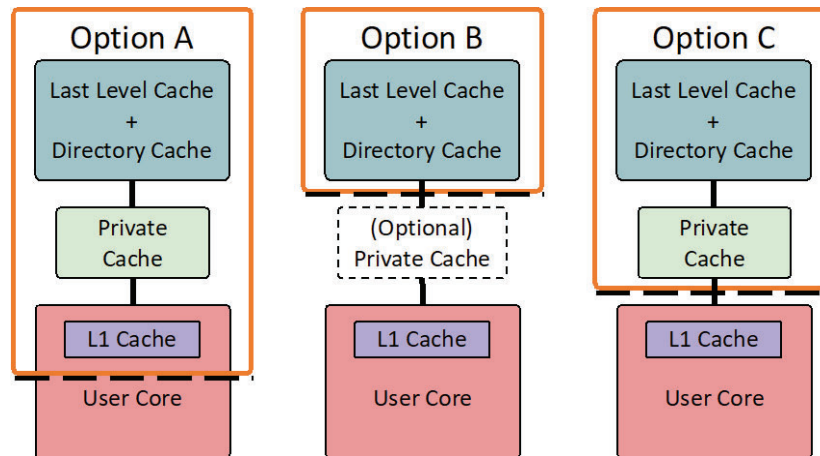 Option A
Last Level Cache
+
Directory Cache
Private
Cache
L1 Cache
User Core
Option B
Last Level Cache
+
Directory Cache
(Optional)
Private Cache
L1 Cache
User Core
Option C
Last Level Cache
+
Directory Cache
Private
Cache
L1 Cache
User Core